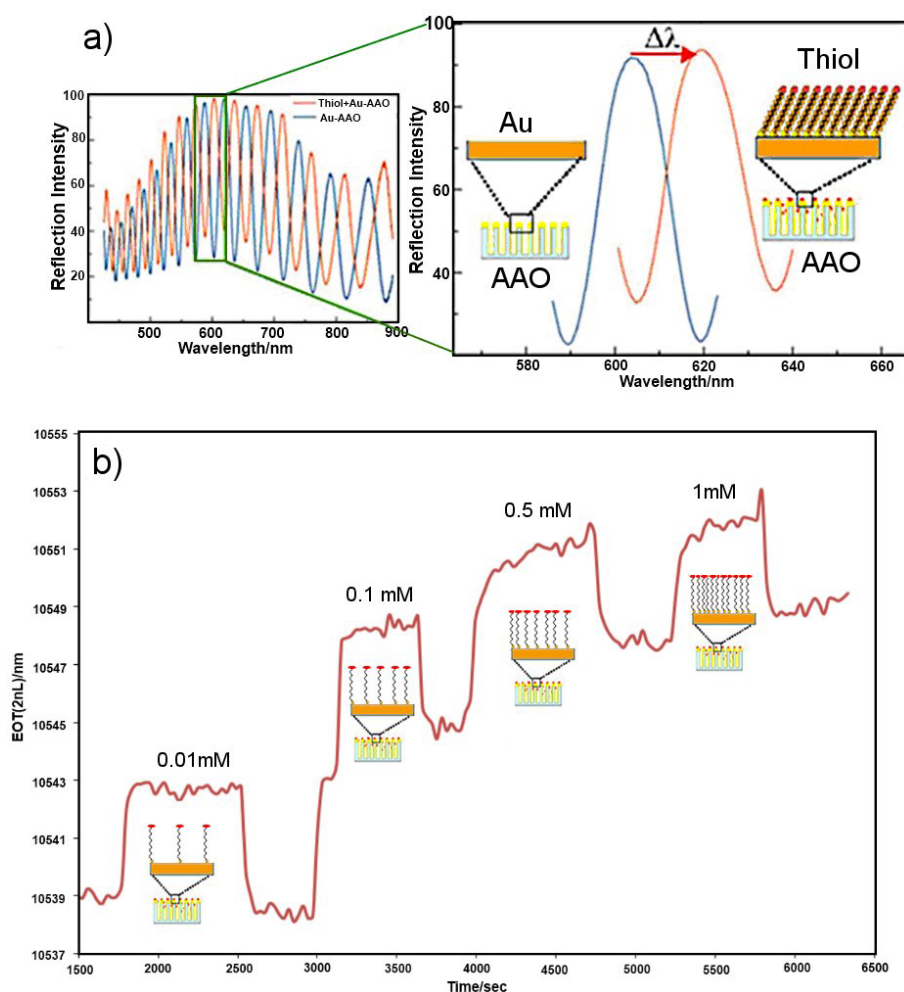 a)
Reflection Intensity
100
80
60
40
20
Thiol+Au-AAO
Au-AAO
500
600
700
800
900
Wavelength/nm
Reflection Intensity
100
80
60
40
Δλ
Au
AAO
Thiol
AAO
580
600
620
640
660
Wavelength/nm
b)
EOT(2nL)/nm
10555
10553
10551
10549
10547
10545
10543
10541
10539
10537
0.01mM
0.1 mM
0.5 mM
1mM
1500
2000
2500
3000
3500
4000
4500
5000
5500
6000
6500
Time/sec